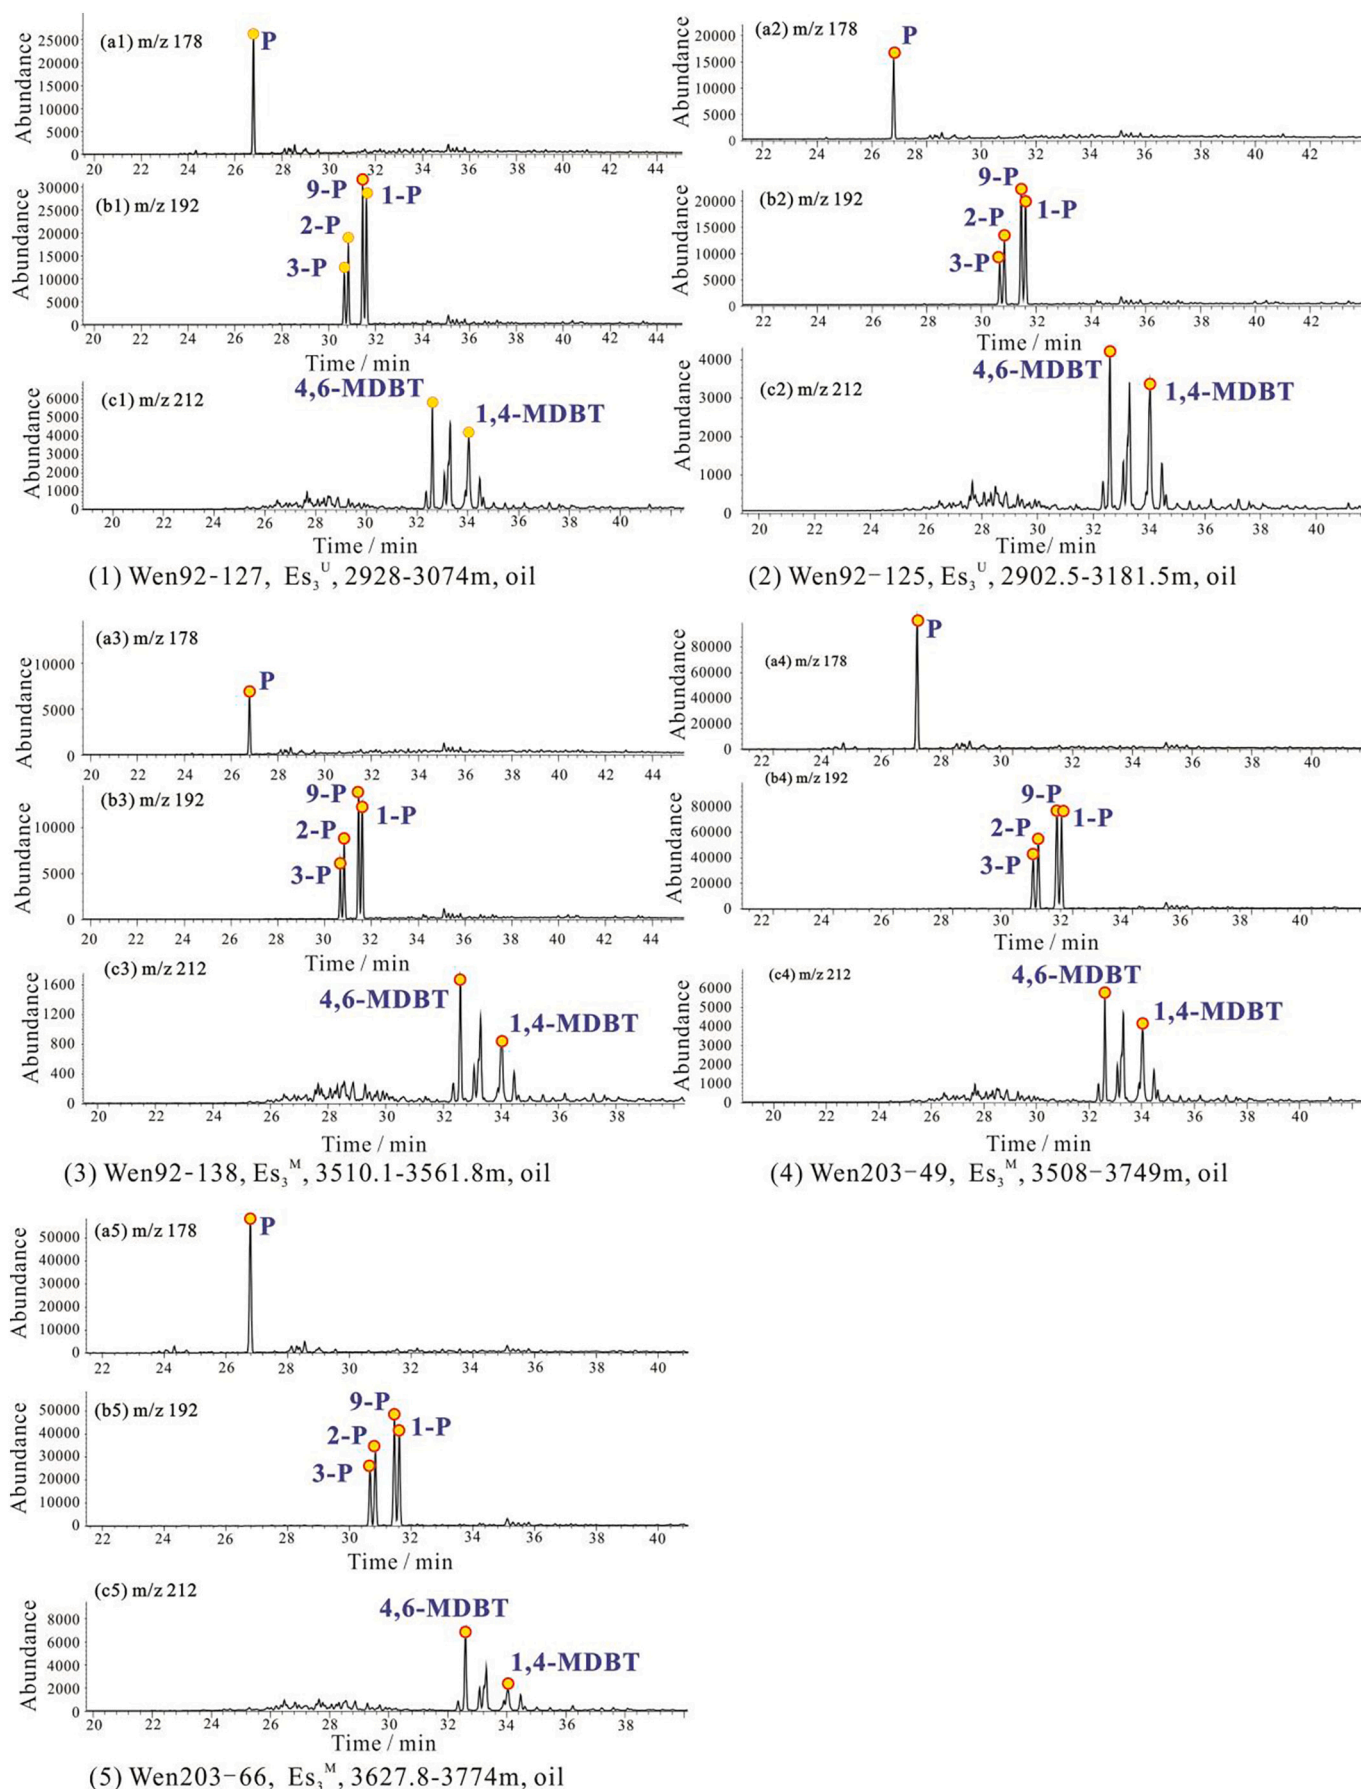 (a1) m/z 178
P
Abundance
25000
20000
15000
10000
5000
0
20 22 24 26 28 30 32 34 36 38 40 42 44
(b1) m/z 192
9-P
1-P
2-P
3-P
Abundance
30000
25000
20000
15000
10000
5000
0
20 22 24 26 28 30 32 34 36 38 40 42 44
Time / min
(c1) m/z 212
4,6-MDBT
1,4-MDBT
Abundance
6000
5000
4000
3000
2000
1000
0
20 22 24 26 28 30 32 34 36 38 40
Time / min
(1) Wen92-127, Es₃ᵁ, 2928-3074m, oil
(a2) m/z 178
P
Abundance
20000
15000
10000
5000
0
22 24 26 28 30 32 34 36 38 40 42
(b2) m/z 192
9-P
1-P
2-P
3-P
Abundance
20000
15000
10000
5000
0
22 24 26 28 30 32 34 36 38 40 42
Time / min
(c2) m/z 212
4,6-MDBT
1,4-MDBT
Abundance
4000
3000
2000
1000
0
20 22 24 26 28 30 32 34 36 38 40
Time/ min
(2) Wen92-125, Es₃ᵁ, 2902.5-3181.5m, oil
(a3) m/z 178
P
Abundance
10000
5000
0
20 22 24 26 28 30 32 34 36 38 40 42 44
(b3) m/z 192
9-P
1-P
2-P
3-P
Abundance
10000
5000
0
20 22 24 26 28 30 32 34 36 38 40 42 44
Time / min
(c3) m/z 212
4,6-MDBT
1,4-MDBT
Abundance
1600
1200
800
400
0
20 22 24 26 28 30 32 34 36 38
Time / min
(3) Wen92-138, Es₃ᴹ, 3510.1-3561.8m, oil
(a4) m/z 178
P
Abundance
80000
60000
40000
20000
0
22 24 26 28 30 32 34 36 38 40
(b4) m/z 192
9-P
1-P
2-P
3-P
Abundance
80000
60000
40000
20000
0
22 24 26 28 30 32 34 36 38 40
Time / min
(c4) m/z 212
4,6-MDBT
1,4-MDBT
Abundance
6000
5000
4000
3000
2000
1000
0
20 22 24 26 28 30 32 34 36 38 40
Time / min
(4) Wen203-49, Es₃ᴹ, 3508-3749m, oil
(a5) m/z 178
P
Abundance
50000
40000
30000
20000
10000
0
22 24 26 28 30 32 34 36 38 40
(b5) m/z 192
9-P
1-P
2-P
3-P
Abundance
50000
40000
30000
20000
10000
0
22 24 26 28 30 32 34 36 38 40
Time / min
(c5) m/z 212
4,6-MDBT
1,4-MDBT
Abundance
8000
6000
4000
2000
0
20 22 24 26 28 30 32 34 36 38
Time / min
(5) Wen203-66, Es₃ᴹ, 3627.8-3774m, oil